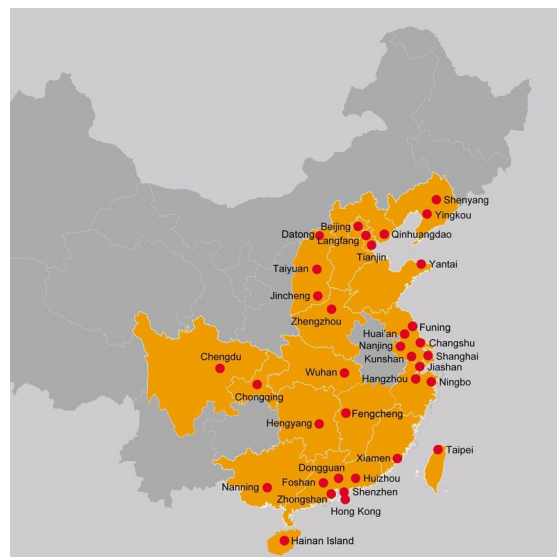 Shenyang
Yingkou
Beijing
Datong
Langfang
Qinhuangdao
Tianjin
Taiyuan
Yantai
Jincheng
Zhengzhou
Funing
Huai'an
Changshu
Nanjing
Kunshan
Shanghai
Jiashan
Chengdu
Wuhan
Hangzhou
Ningbo
Chongqing
Fengcheng
Hengyang
Taipei
Xiamen
Dongguan
Foshan
Huizhou
Nanning
Zhongshan
Shenzhen
Hong Kong
Hainan Island